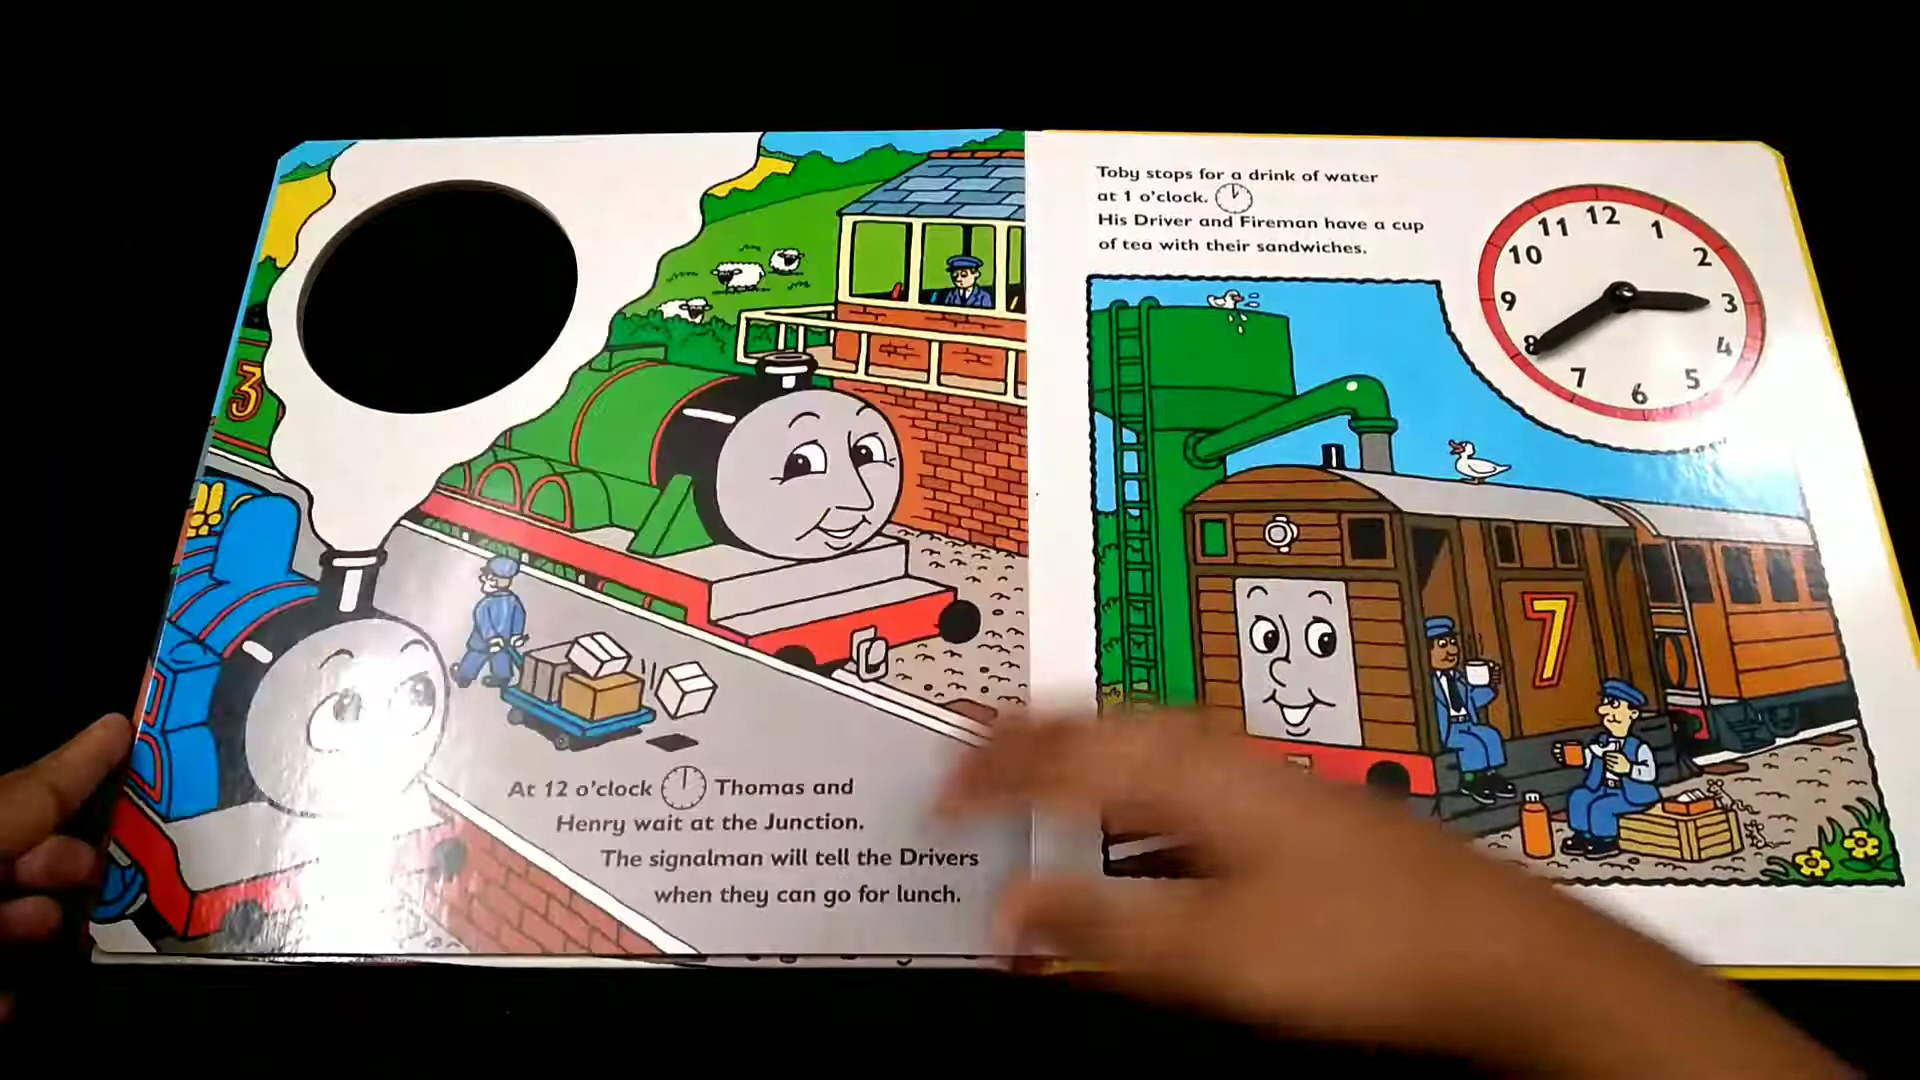 3
At 12 o'clock Thomas and
Henry wait at the Junction.
The signalman will tell the Drivers
when they can go for lunch.
Toby stops for a drink of water
at 1 o'clock.
His Driver and Fireman have a cup
of tea with their sandwiches.
12
1
2
3
4
5
6
7
8
9
10
11
7